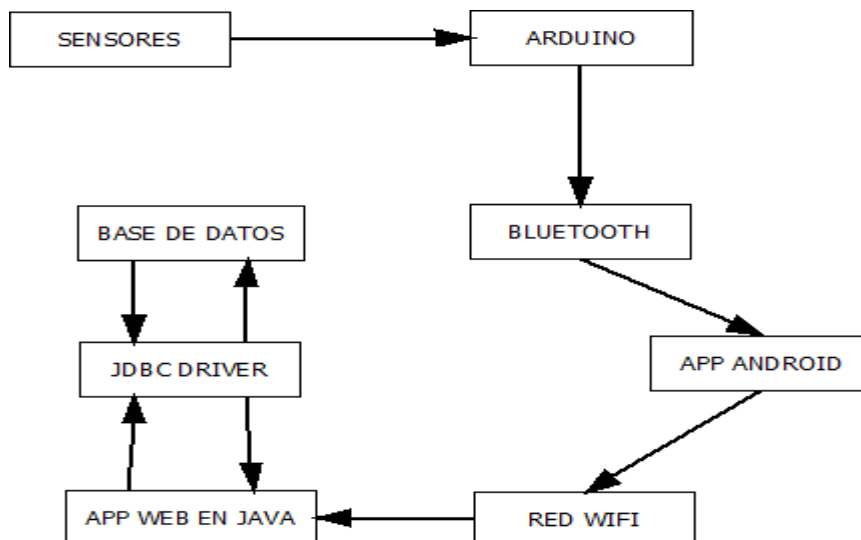 SENSORES
ARDUINO
BASE DE DATOS
BLUETOOTH
JDBC DRIVER
APP ANDROID
APP WEB EN JAVA
RED WIFI